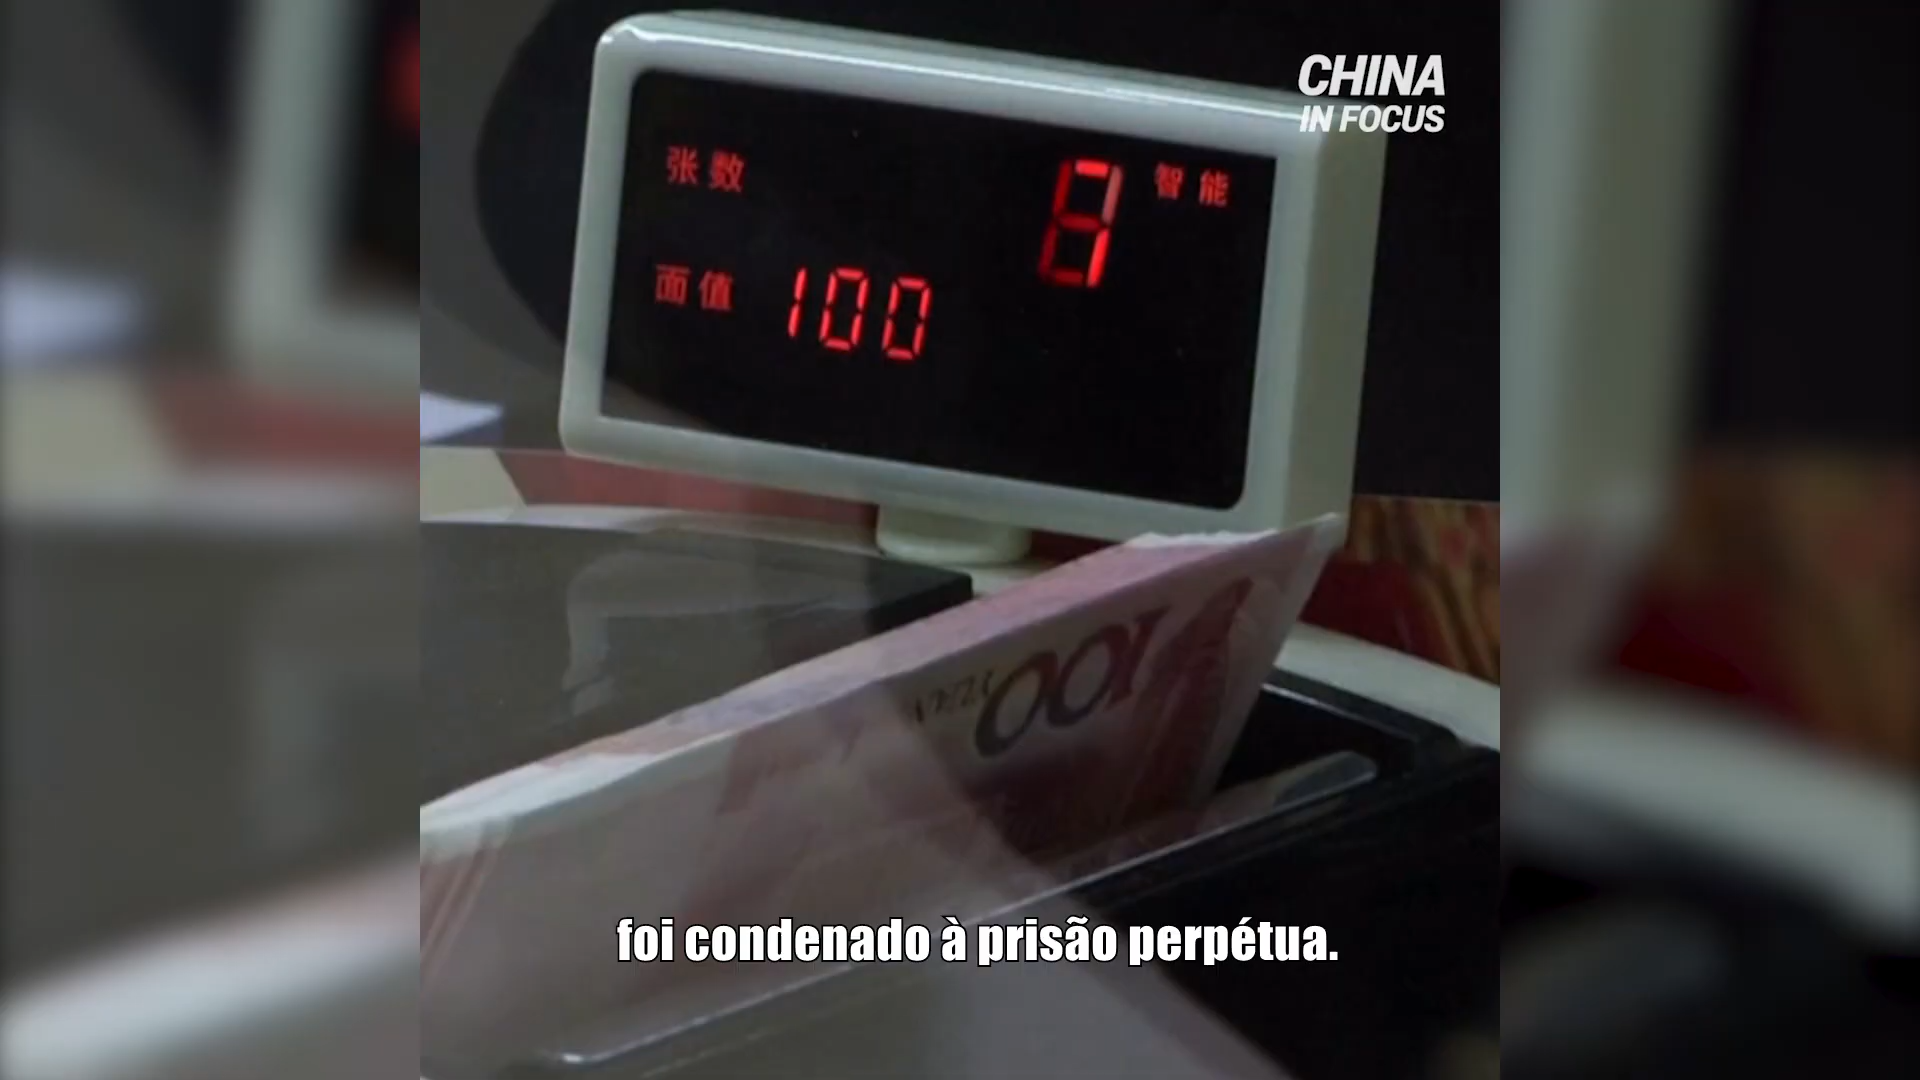 CHINA
IN FOCUS
张数
智能
面值 100
100
foi condenado à prisão perpétua.